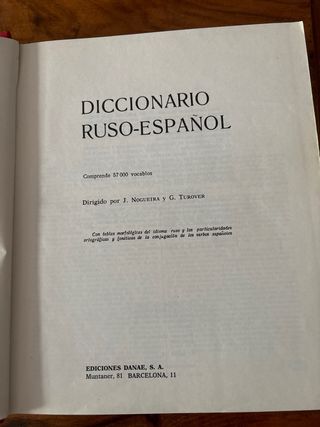 DICCIONARIO
RUSO-ESPAÑOL
Comprende 57 000 vocablos
Dirigido por J. NOGUEIRA y G. TUROVER
Con tablas morfológicas del idioma ruso y las particularidades
ortográficas y fonéticas de la conjugación de los verbos españoles
EDICIONES DANAE, S. A.
Muntaner, 81 BARCELONA, 11